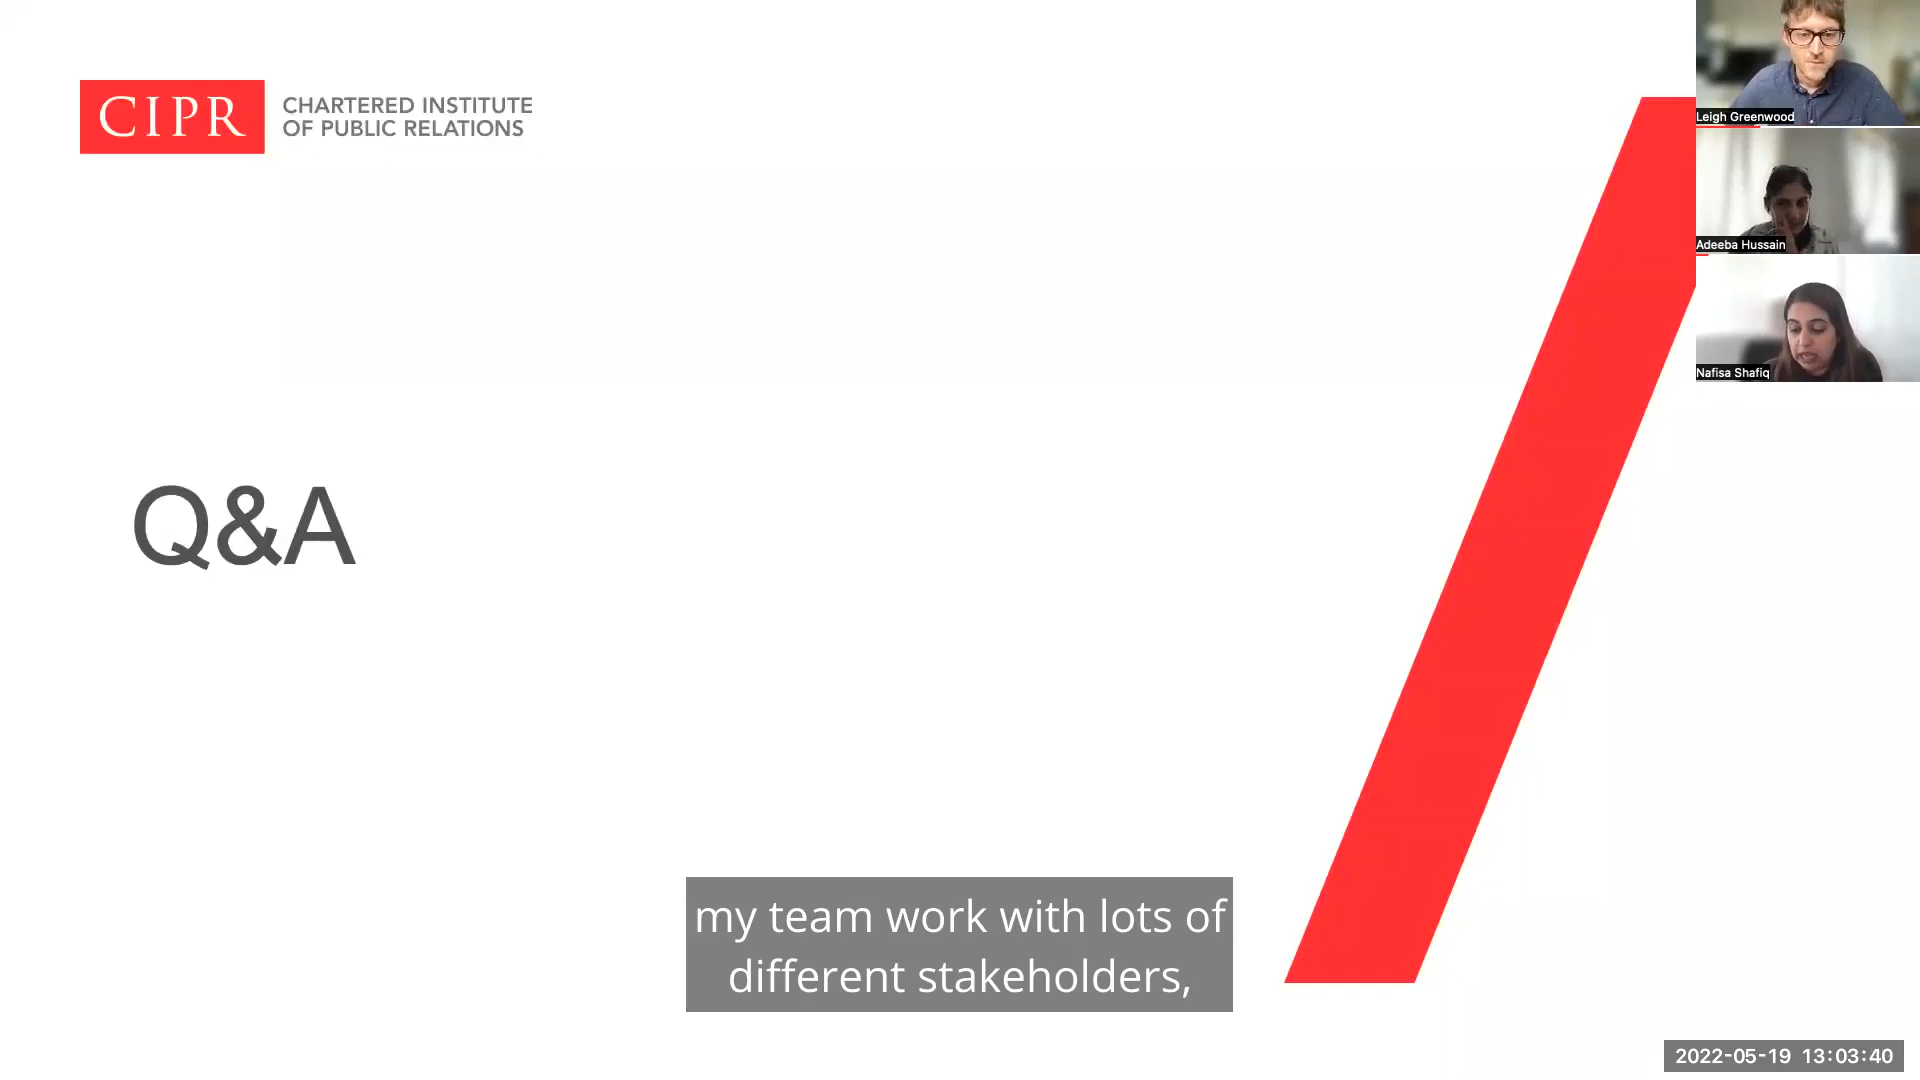 CIPR
CHARTERED INSTITUTE
OF PUBLIC RELATIONS
Leigh Greenwood
Adeeba Hussain
Nafisa Shafiq
Q&A
my team work with lots of
different stakeholders,
2022-05-19 13:03:40